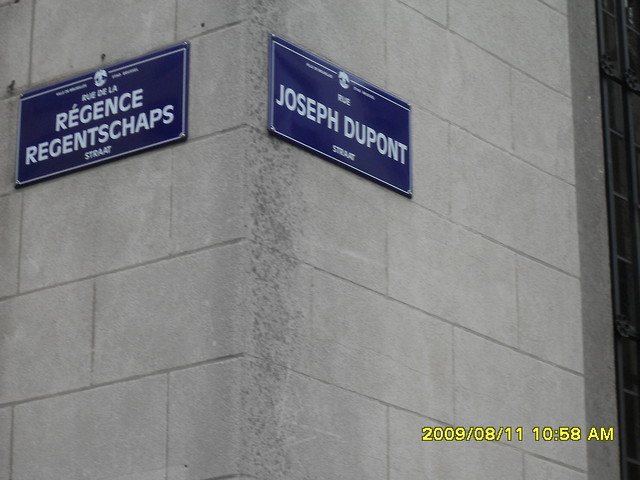 RUE DE LA
RÉGENCE
REGENTSCHAPS
STRAAT
RUE
JOSEPH DUPONT
STRAAT
2009/08/11 10:58 AM